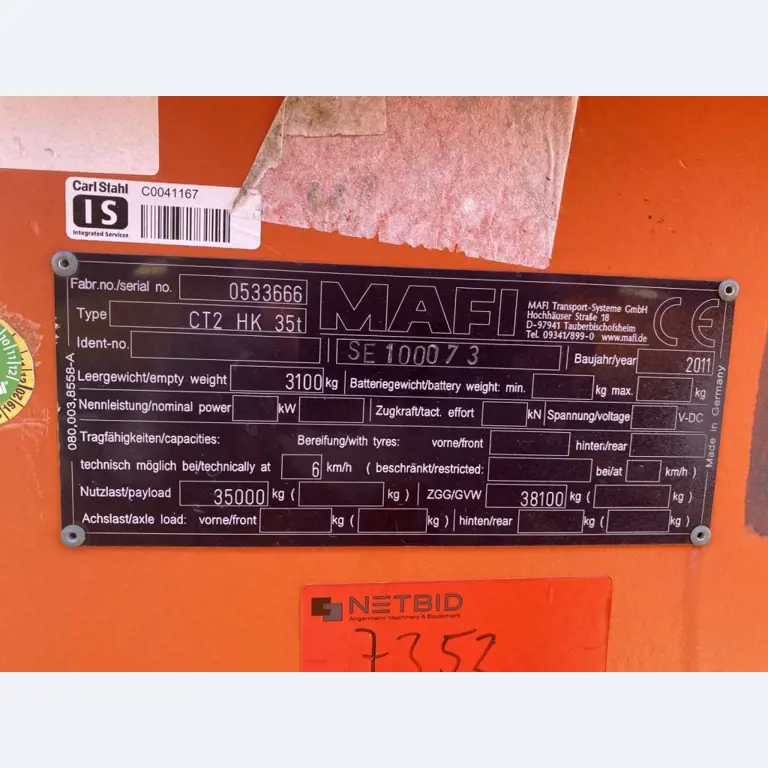 Carl Stahl
C0041167
IS
Integrated Services
Fabr.no./serial no. 0533666
MAFI
MAFI Transport-Systeme GmbH
Hochhäuser Straße 18
D-97941 Tauberbischofsheim
Tel. 09341/899-0 www.mafi.de
CE
Type CT2 HK 35t
Ident-no. SE100073 Baujahr/year 2011
Leergewicht/empty weight 3100 kg Batteriegewicht/battery weight: min. kg max. kg
Nennleistung/nominal power kW Zugkraft/tact. effort kN Spannung/voltage V-DC
Tragfähigkeiten/capacities: Bereifung/with tyres: vorne/front hinten/rear
technisch möglich bei/technically at 6 km/h ( beschränkt/restricted: bei/at km/h )
Nutzlast/payload 35000 kg ( kg ) ZGG/GVW 38100 kg ( kg )
Achslast/axle load: vorne/front kg ( kg ) hinten/rear kg ( kg )
080.003.8558-A
Made in Germany
NETBID
Angermann Machinery & Equipment
7352